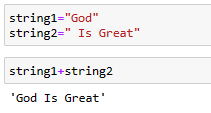 string1="God"
string2=" Is Great"
string1+string2
'God Is Great'